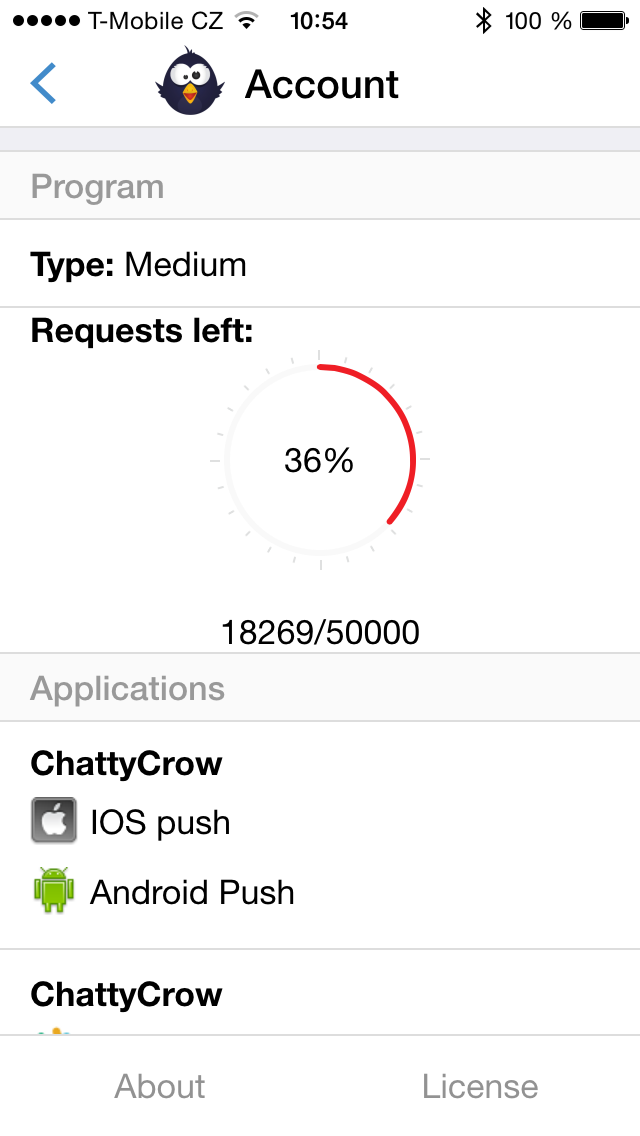 T-Mobile CZ 10:54 100 %
Account
Program
Type: Medium
Requests left:
36%
18269/50000
Applications
ChattyCrow
IOS push
Android Push
ChattyCrow
About License